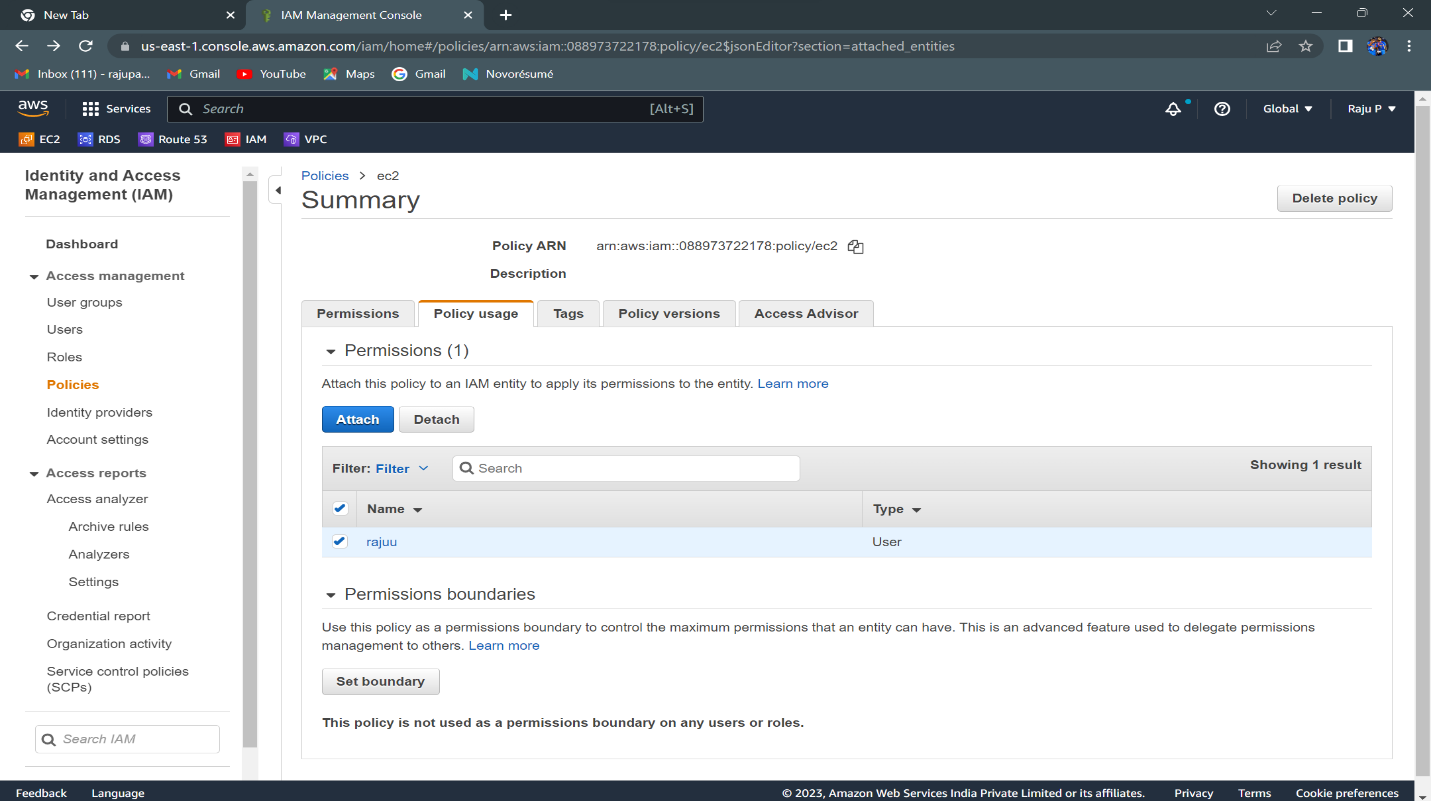 New Tab
IAM Management Console
us-east-1.console.aws.amazon.com/iam/home#/policies/arn:aws:iam::088973722178:policy/ec2$jsonEditor?section=attached_entities
Inbox (111) - rajupa...
Gmail
YouTube
Maps
Gmail
Novorésumé
aws
Services
Search
[Alt+S]
Global
Raju P
EC2
RDS
Route 53
IAM
VPC
Identity and Access
Management (IAM)
Dashboard
Access management
User groups
Users
Roles
Policies
Identity providers
Account settings
Access reports
Access analyzer
Archive rules
Analyzers
Settings
Credential report
Organization activity
Service control policies
(SCPs)
Search IAM
Policies > ec2
Summary
Delete policy
Policy ARN arn:aws:iam::088973722178:policy/ec2
Description
Permissions
Policy usage
Tags
Policy versions
Access Advisor
Permissions (1)
Attach this policy to an IAM entity to apply its permissions to the entity. Learn more
Attach
Detach
Filter: Filter
Search
Showing 1 result
Name
Type
rajuu
User
Permissions boundaries
Use this policy as a permissions boundary to control the maximum permissions that an entity can have. This is an advanced feature used to delegate permissions
management to others. Learn more
Set boundary
This policy is not used as a permissions boundary on any users or roles.
Feedback
Language
© 2023, Amazon Web Services India Private Limited or its affiliates.
Privacy
Terms
Cookie preferences